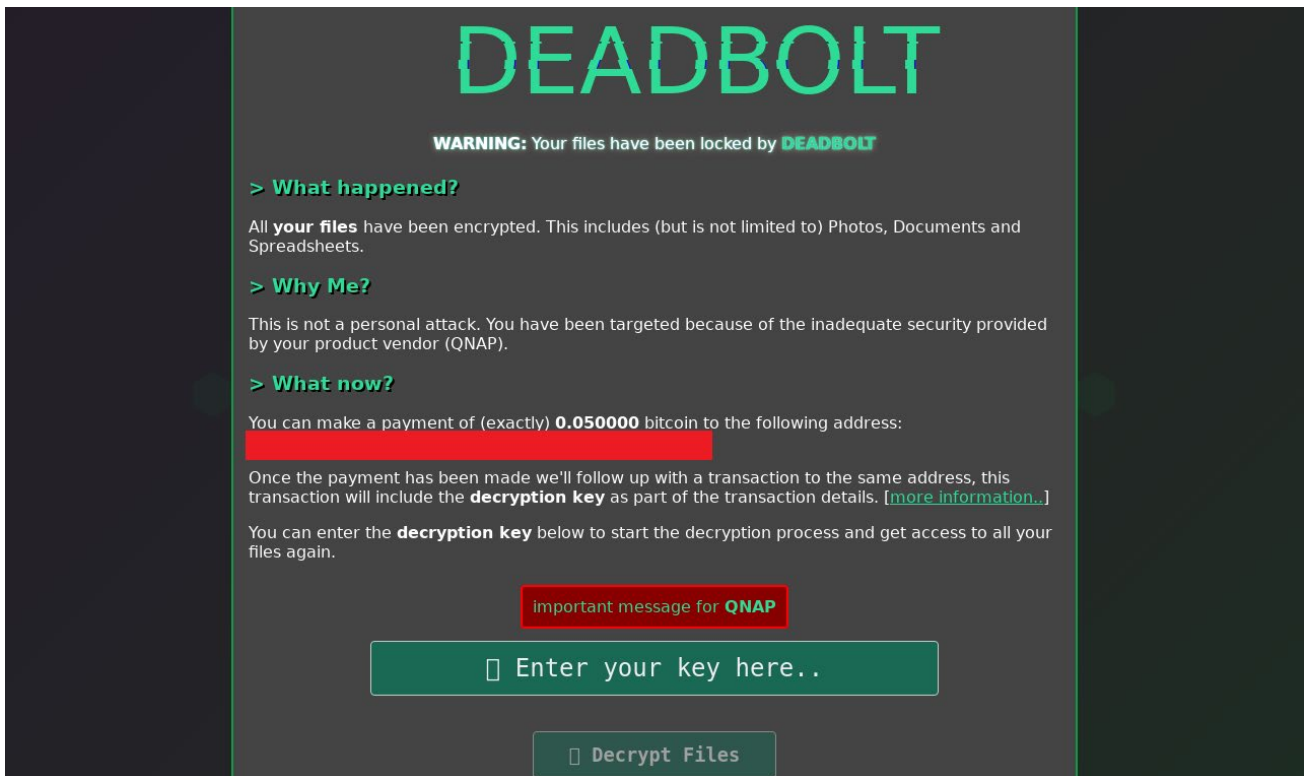 DEADBOLT
WARNING: Your files have been locked by DEADBOLT
> What happened?
All your files have been encrypted. This includes (but is not limited to) Photos, Documents and
Spreadsheets.
> Why Me?
This is not a personal attack. You have been targeted because of the inadequate security provided
by your product vendor (QNAP).
> What now?
You can make a payment of (exactly) 0.050000 bitcoin to the following address:
Once the payment has been made we'll follow up with a transaction to the same address, this
transaction will include the decryption key as part of the transaction details. [more information..]
You can enter the decryption key below to start the decryption process and get access to all your
files again.
important message for QNAP
Enter your key here..
Decrypt Files